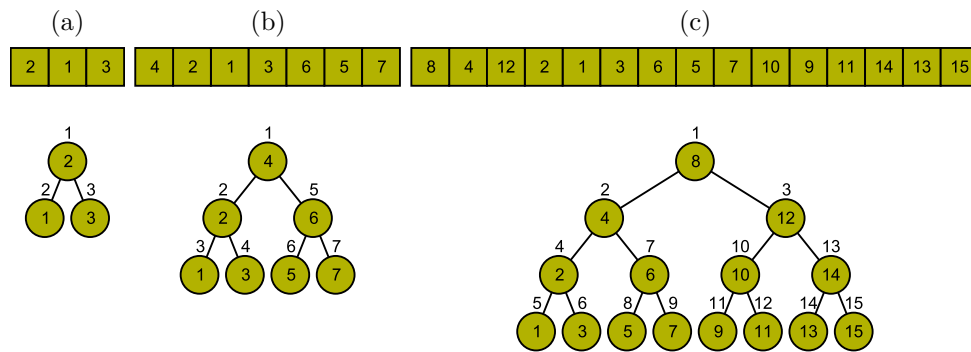 (a) (b) (c)
2 1 3 4 2 1 3 6 5 7 8 4 12 2 1 3 6 5 7 10 9 11 14 13 15
1 1 1
2 4 8
2 3 2 5 2 3
1 3 2 6 4 12
3 4 6 7 4 7 10 13
1 3 5 7 2 6 10 14
5 6 8 9 11 12 14 15
1 3 5 7 9 11 13 15